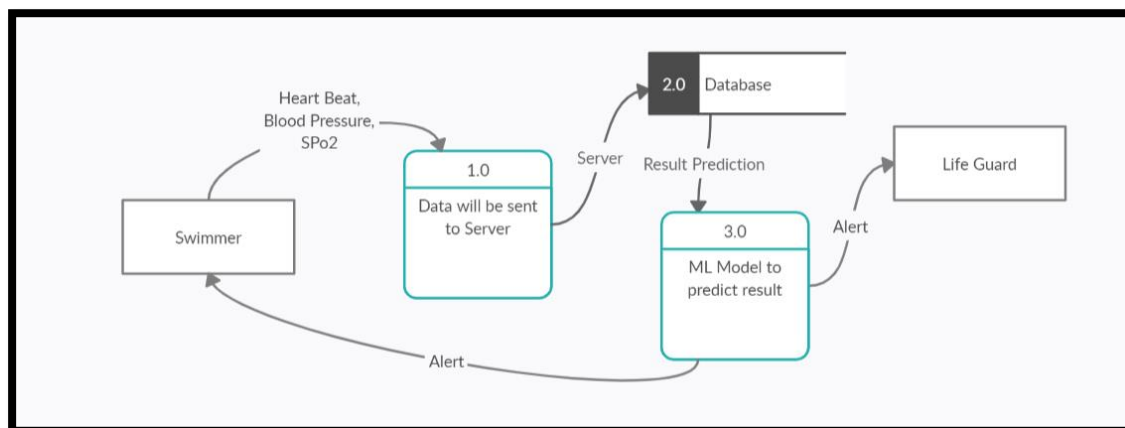 Heart Beat,
Blood Pressure,
SPo2
Swimmer
1.0
Data will be sent
to Server
Server
2.0 Database
Result Prediction
3.0
ML Model to
predict result
Alert
Life Guard
Alert